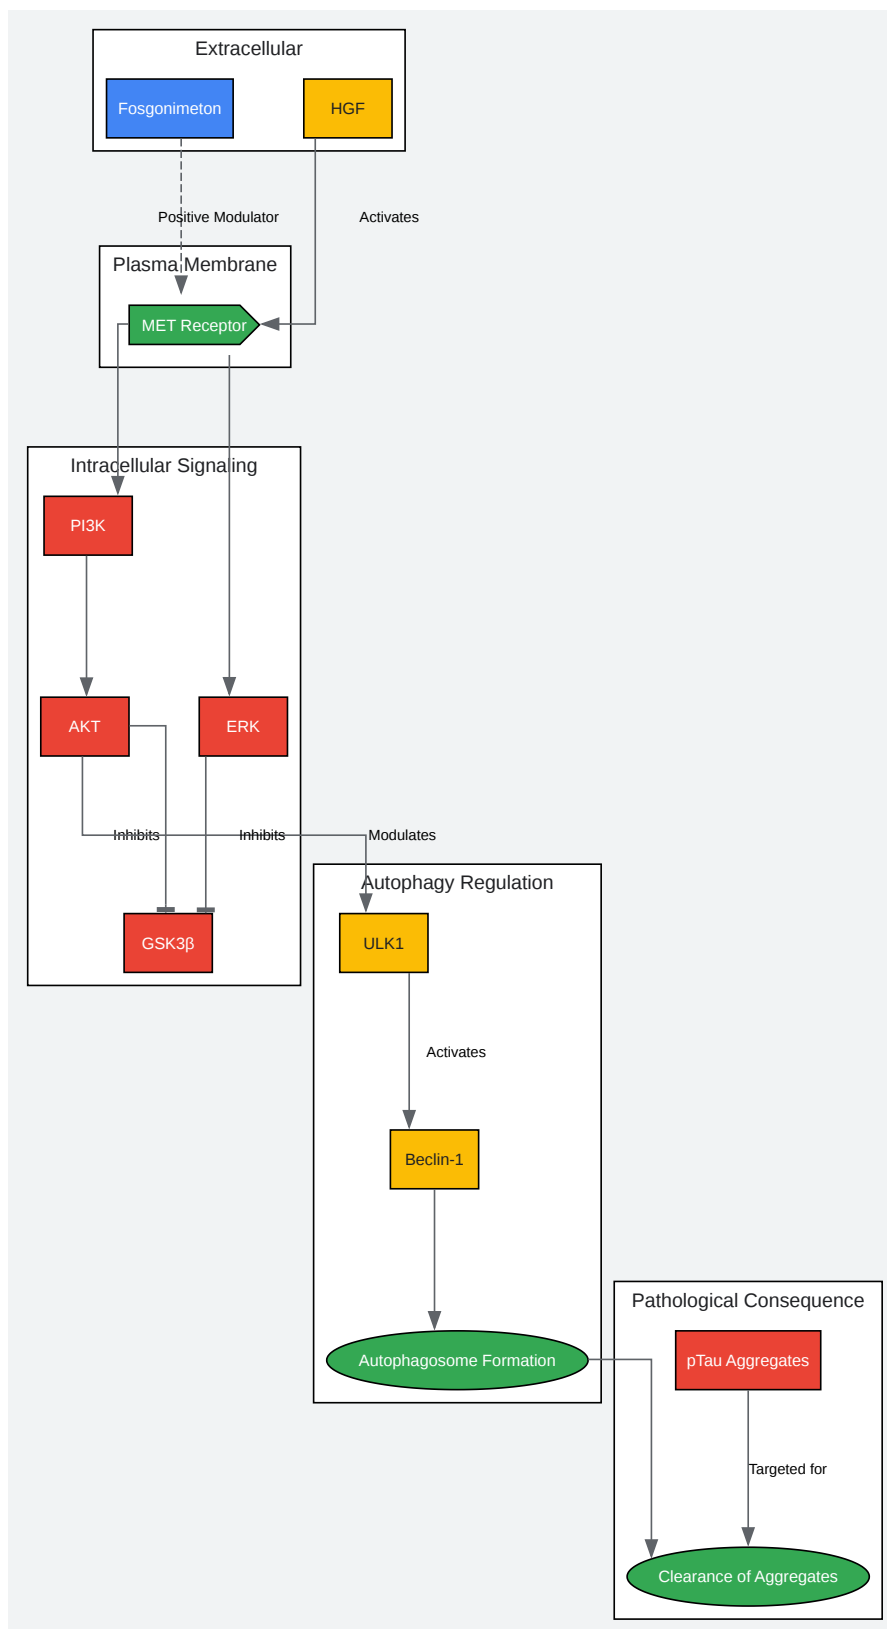 Extracellular
Fosgonimeton
HGF
Positive Modulator
Activates
Plasma Membrane
MET Receptor
Intracellular Signaling
PI3K
AKT
ERK
Inhibits
Inhibits
Modulates
Autophagy Regulation
GSK3β
ULK1
Activates
Beclin-1
Pathological Consequence
Autophagosome Formation
pTau Aggregates
Targeted for
Clearance of Aggregates